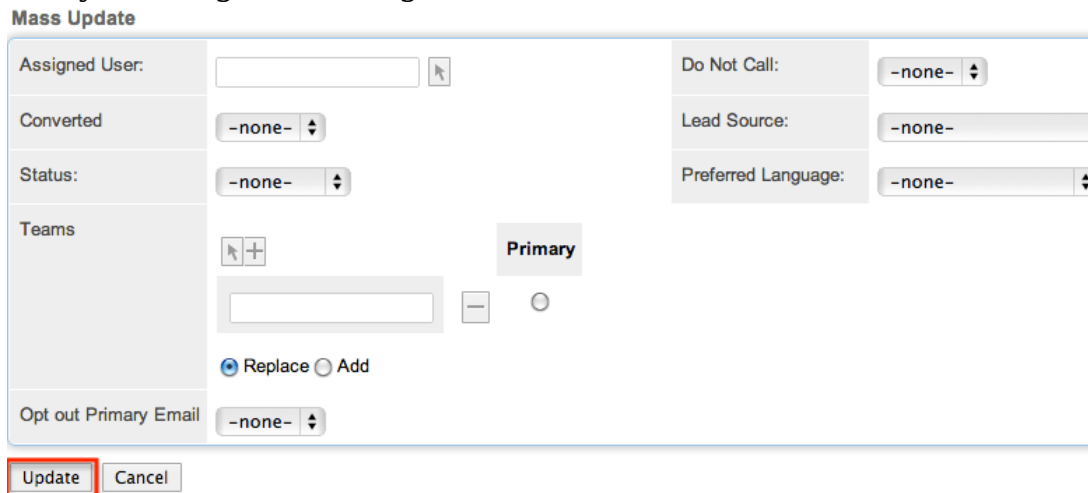 Mass Update
Assigned User:
Do Not Call: -none-
Converted -none-
Lead Source: -none-
Status: -none-
Preferred Language: -none-
Teams
Primary
Replace Add
Opt out Primary Email -none-
Update Cancel